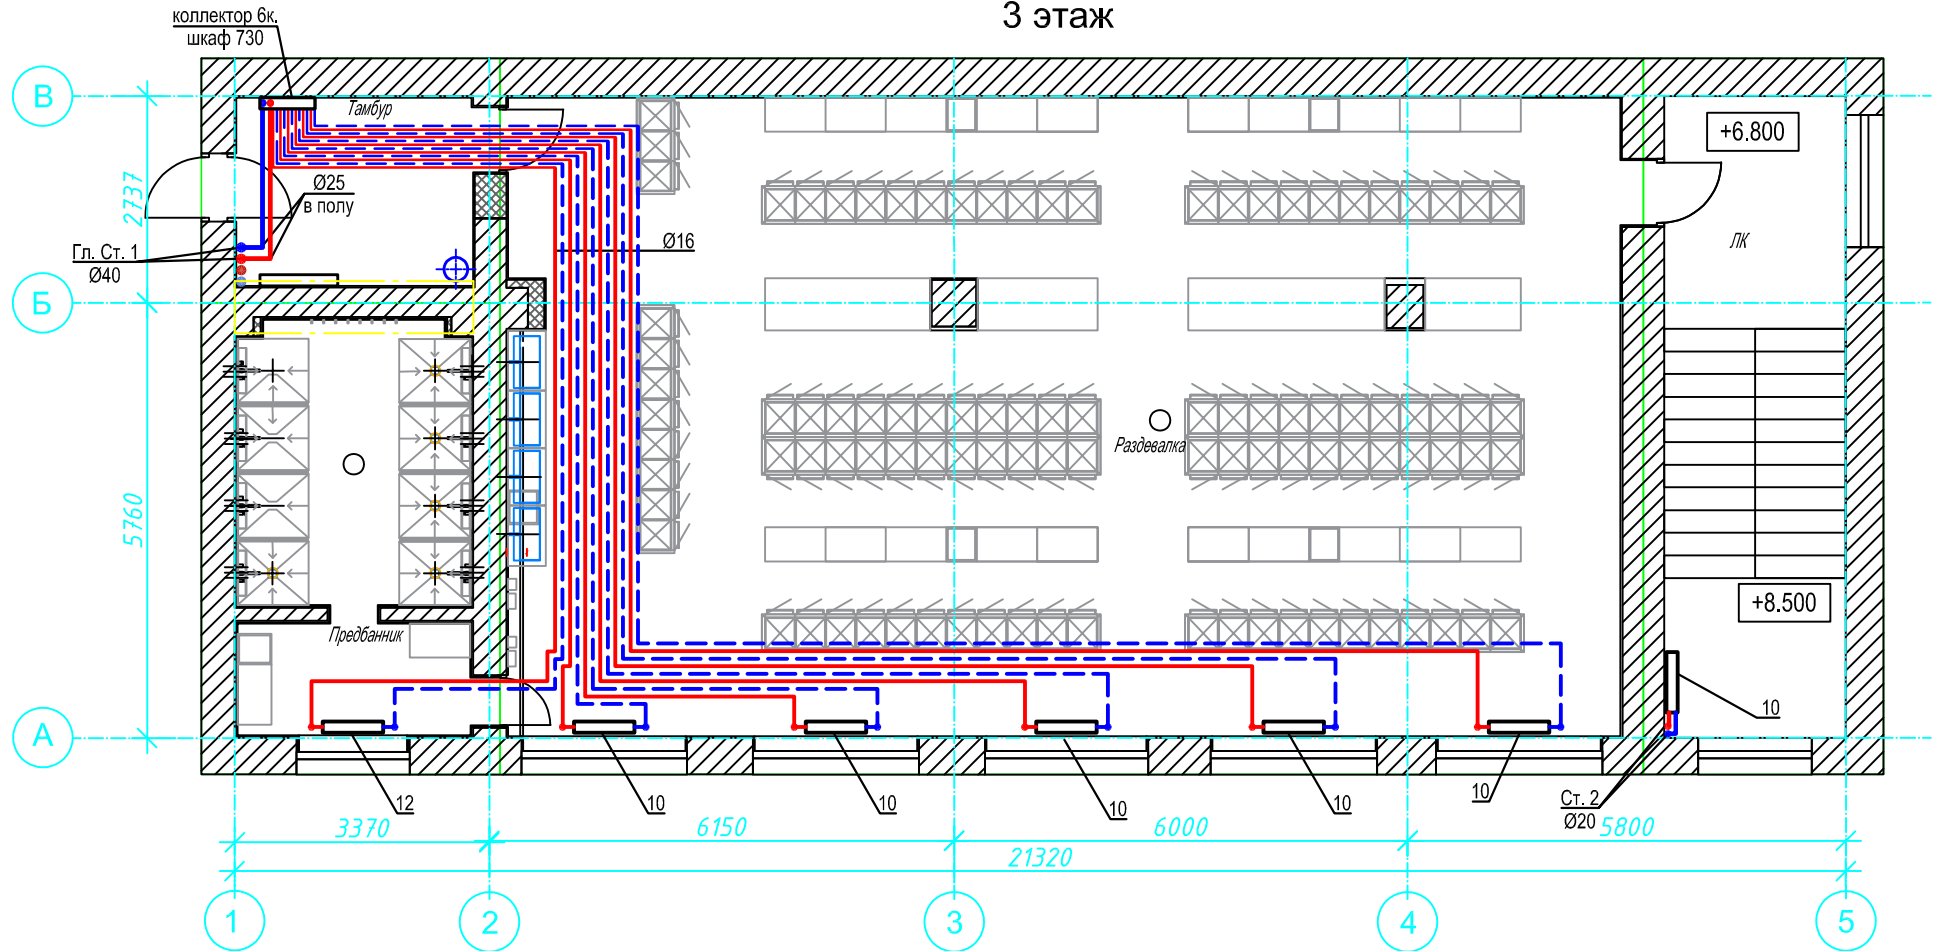 3 этаж
коллектор 6к.
шкаф 730
Тамбур
В
+6.800
2737
Ø25
в полу
Гл. Ст. 1
Ø40
Ø16
ЛК
Б
Раздевалка
5760
+8.500
Предбанник
10
А
12
10
10
10
10
10
Ст. 2
Ø20
3370
6150
6000
5800
21320
1
2
3
4
5